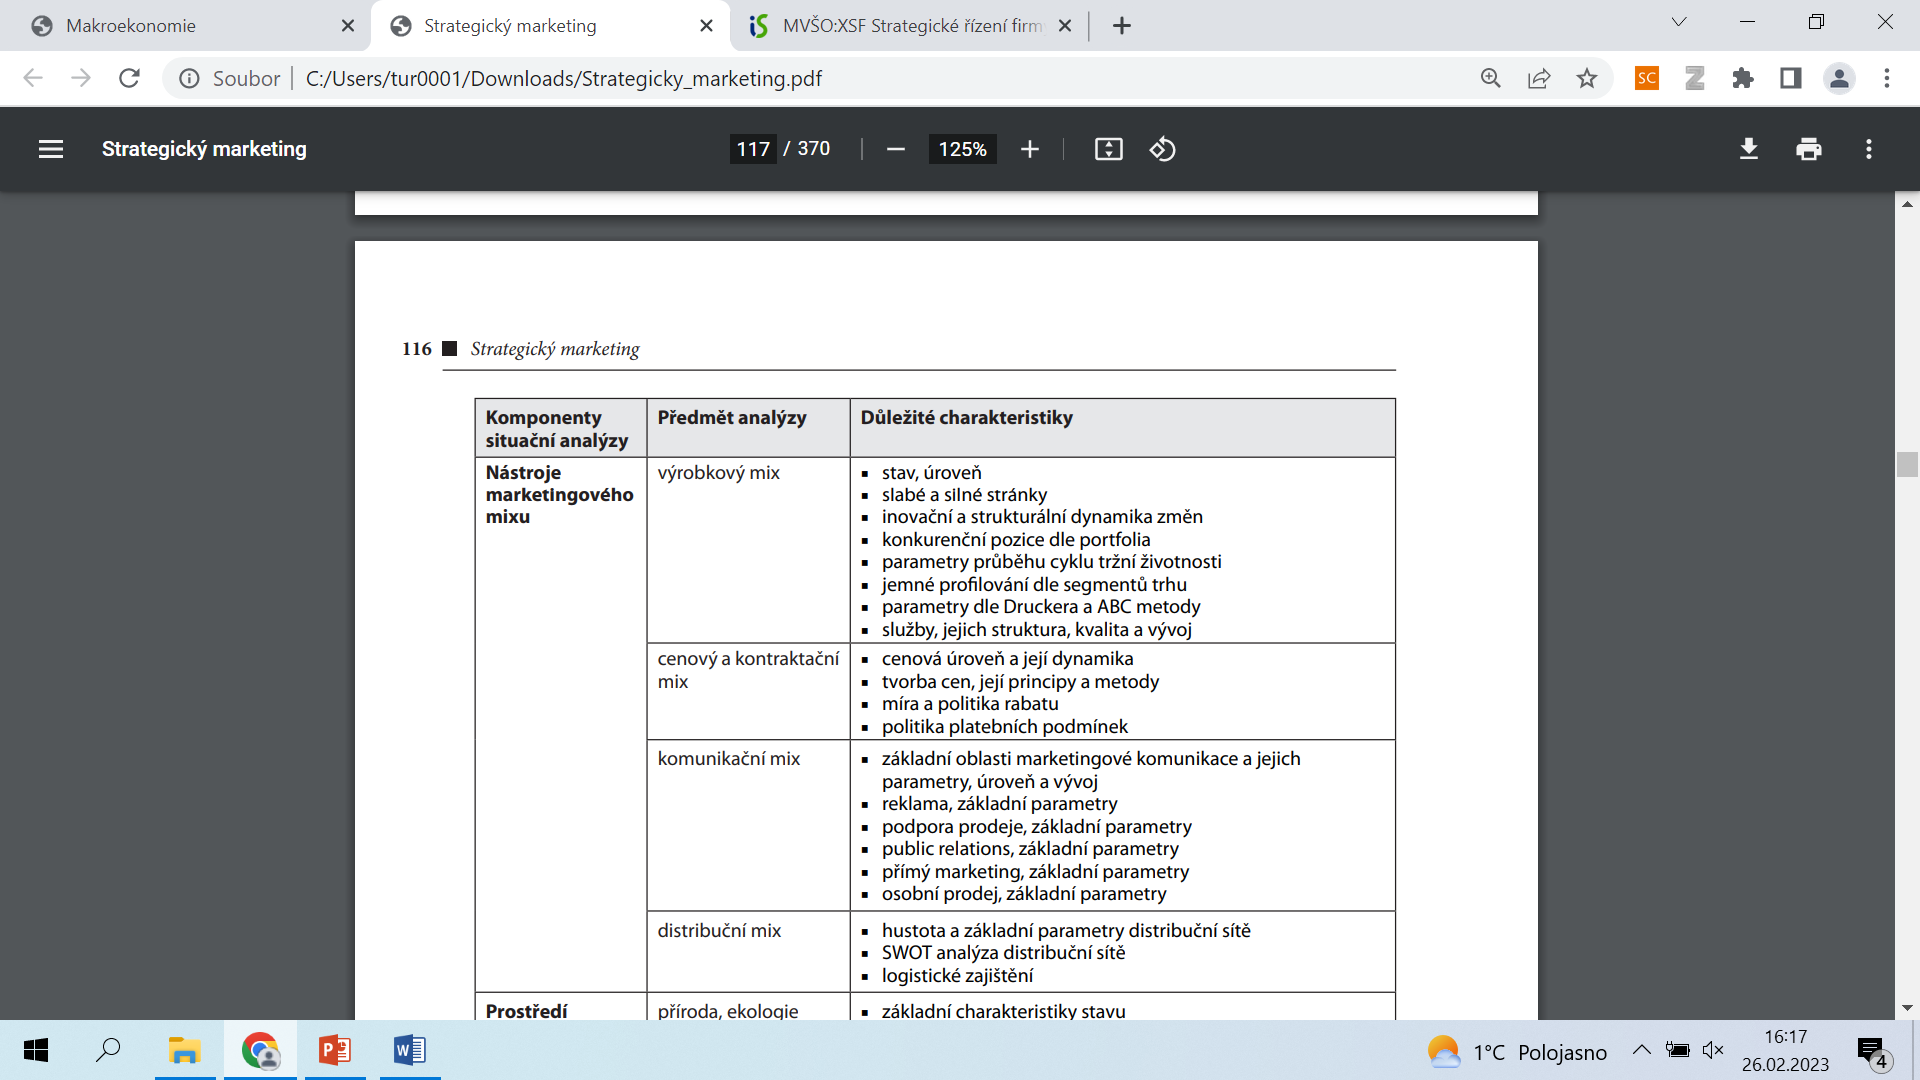 Makroekonomie
Strategický marketing
MVŠO:XSF Strategické řízení firm
Soubor
C:/Users/tur0001/Downloads/Strategicky_marketing.pdf
SC
Z
Strategický marketing
117 / 370
125%
116 Strategický marketing
Komponenty situační analýzy
Předmět analýzy
Důležité charakteristiky
Nástroje
marketingového
mixu
výrobkový mix
▪ stav, úroveň
▪ slabé a silné stránky
▪ inovační a strukturální dynamika změn
▪ konkurenční pozice dle portfolia
▪ parametry průběhu cyklu tržní životnosti
▪ jemné profilování dle segmentů trhu
▪ parametry dle Druckera a ABC metody
▪ služby, jejich struktura, kvalita a vývoj
cenový a kontraktační
mix
▪ cenová úroveň a její dynamika
▪ tvorba cen, její principy a metody
▪ míra a politika rabatu
▪ politika platebních podmínek
komunikační mix
▪ základní oblasti marketingové komunikace a jejich
parametry, úroveň a vývoj
▪ reklama, základní parametry
▪ podpora prodeje, základní parametry
▪ public relations, základní parametry
▪ přímý marketing, základní parametry
▪ osobní prodej, základní parametry
distribuční mix
▪ hustota a základní parametry distribuční sítě
▪ SWOT analýza distribuční sítě
▪ logistické zajištění
Prostředí
příroda, ekologie
▪ základní charakteristiky stavu
P
W
1°C Polojasno
16:17
26.02.2023
4